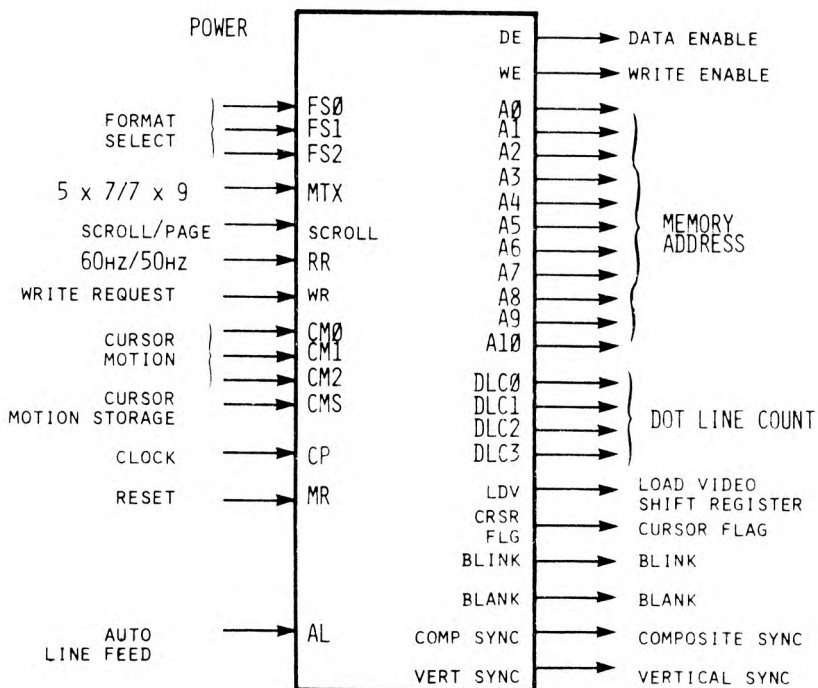 POWER
DE DATA ENABLE
WE WRITE ENABLE
FORMAT
SELECT
FS0
FS1
FS2
5 x 7/7 x 9 MTX
SCROLL/PAGE SCROLL
60HZ/50HZ RR
WRITE REQUEST WR
CURSOR
MOTION
CM0
CM1
CM2
CURSOR
MOTION STORAGE
CMS
CLOCK CP
RESET MR
AUTO
LINE FEED
AL
A0
A1
A2
A3
A4
A5
A6
A7
A8
A9
A10
MEMORY
ADDRESS
DLC0
DLC1
DLC2
DLC3
DOT LINE COUNT
LDV
LOAD VIDEO
SHIFT REGISTER
CRSR
FLG
CURSOR FLAG
BLINK BLINK
BLANK BLANK
COMP SYNC COMPOSITE SYNC
VERT SYNC VERTICAL SYNC